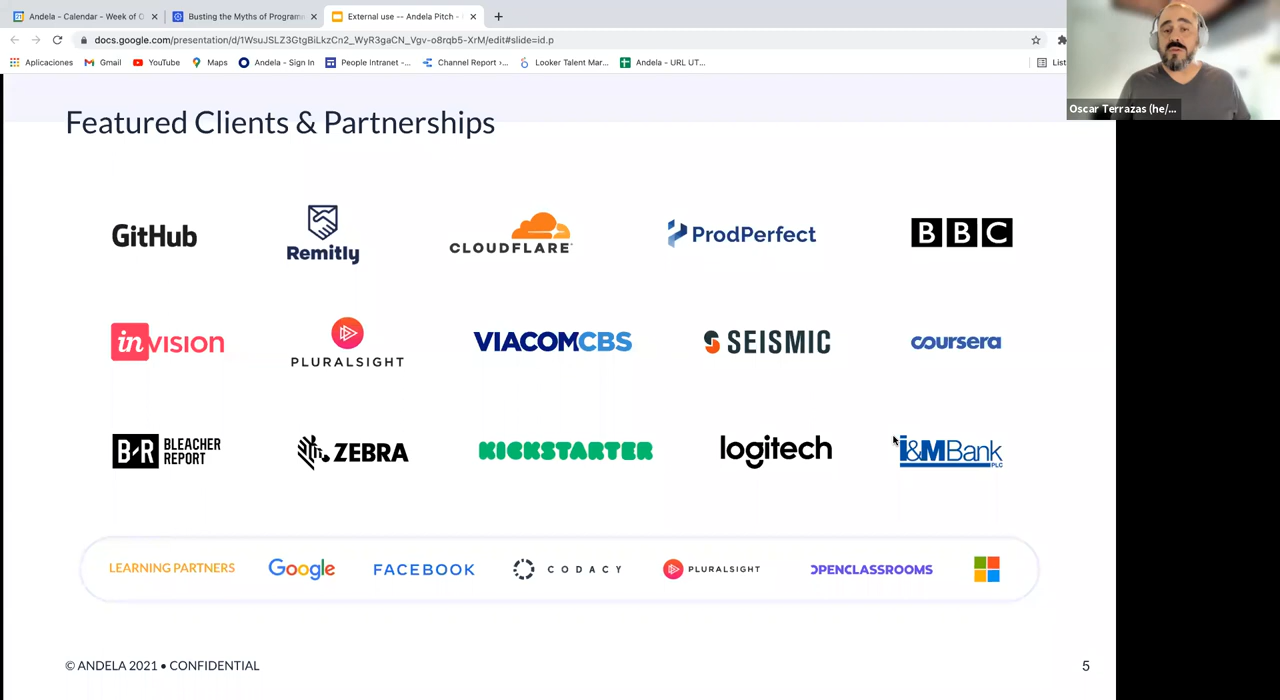 Andela - Calendar - Week of O
Busting the Myths of Programm
External use -- Andela Pitch -
docs.google.com/presentation/d/1WsuJSLZ3GtgBiLkzCn2_WyR3gaCN_Vgv-o8rqb5-XrM/edit#slide=id.p
Aplicaciones
Gmail
YouTube
Maps
Andela - Sign In
People Intranet -...
Channel Report ›...
Looker Talent Mar...
Andela - URL UT...
List
Oscar Terrazas (he/...
Featured Clients & Partnerships
GitHub
Remitly
CLOUDFLARE
ProdPerfect
BBC
inVISION
PLURALSIGHT
VIACOMCBS
SEISMIC
coursera
B/R BLEACHER
REPORT
ZEBRA
KICKSTARTER
logitech
I&M Bank
PLC
LEARNING PARTNERS
Google
FACEBOOK
CODACY
PLURALSIGHT
OPENCLASSROOMS
© ANDELA 2021 • CONFIDENTIAL
5